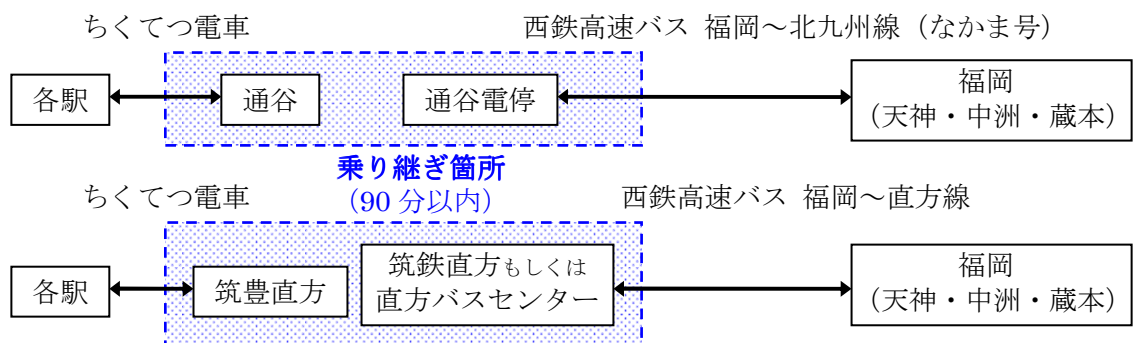 ちくてつ電車
西鉄高速バス 福岡～北九州線（なかま号）
各駅
通谷
通谷電停
福岡
（天神・中洲・蔵本）
乗り継ぎ箇所
（90 分以内）
ちくてつ電車
西鉄高速バス 福岡～直方線
各駅
筑豊直方
筑鉄直方もしくは
直方バスセンター
福岡
（天神・中洲・蔵本）